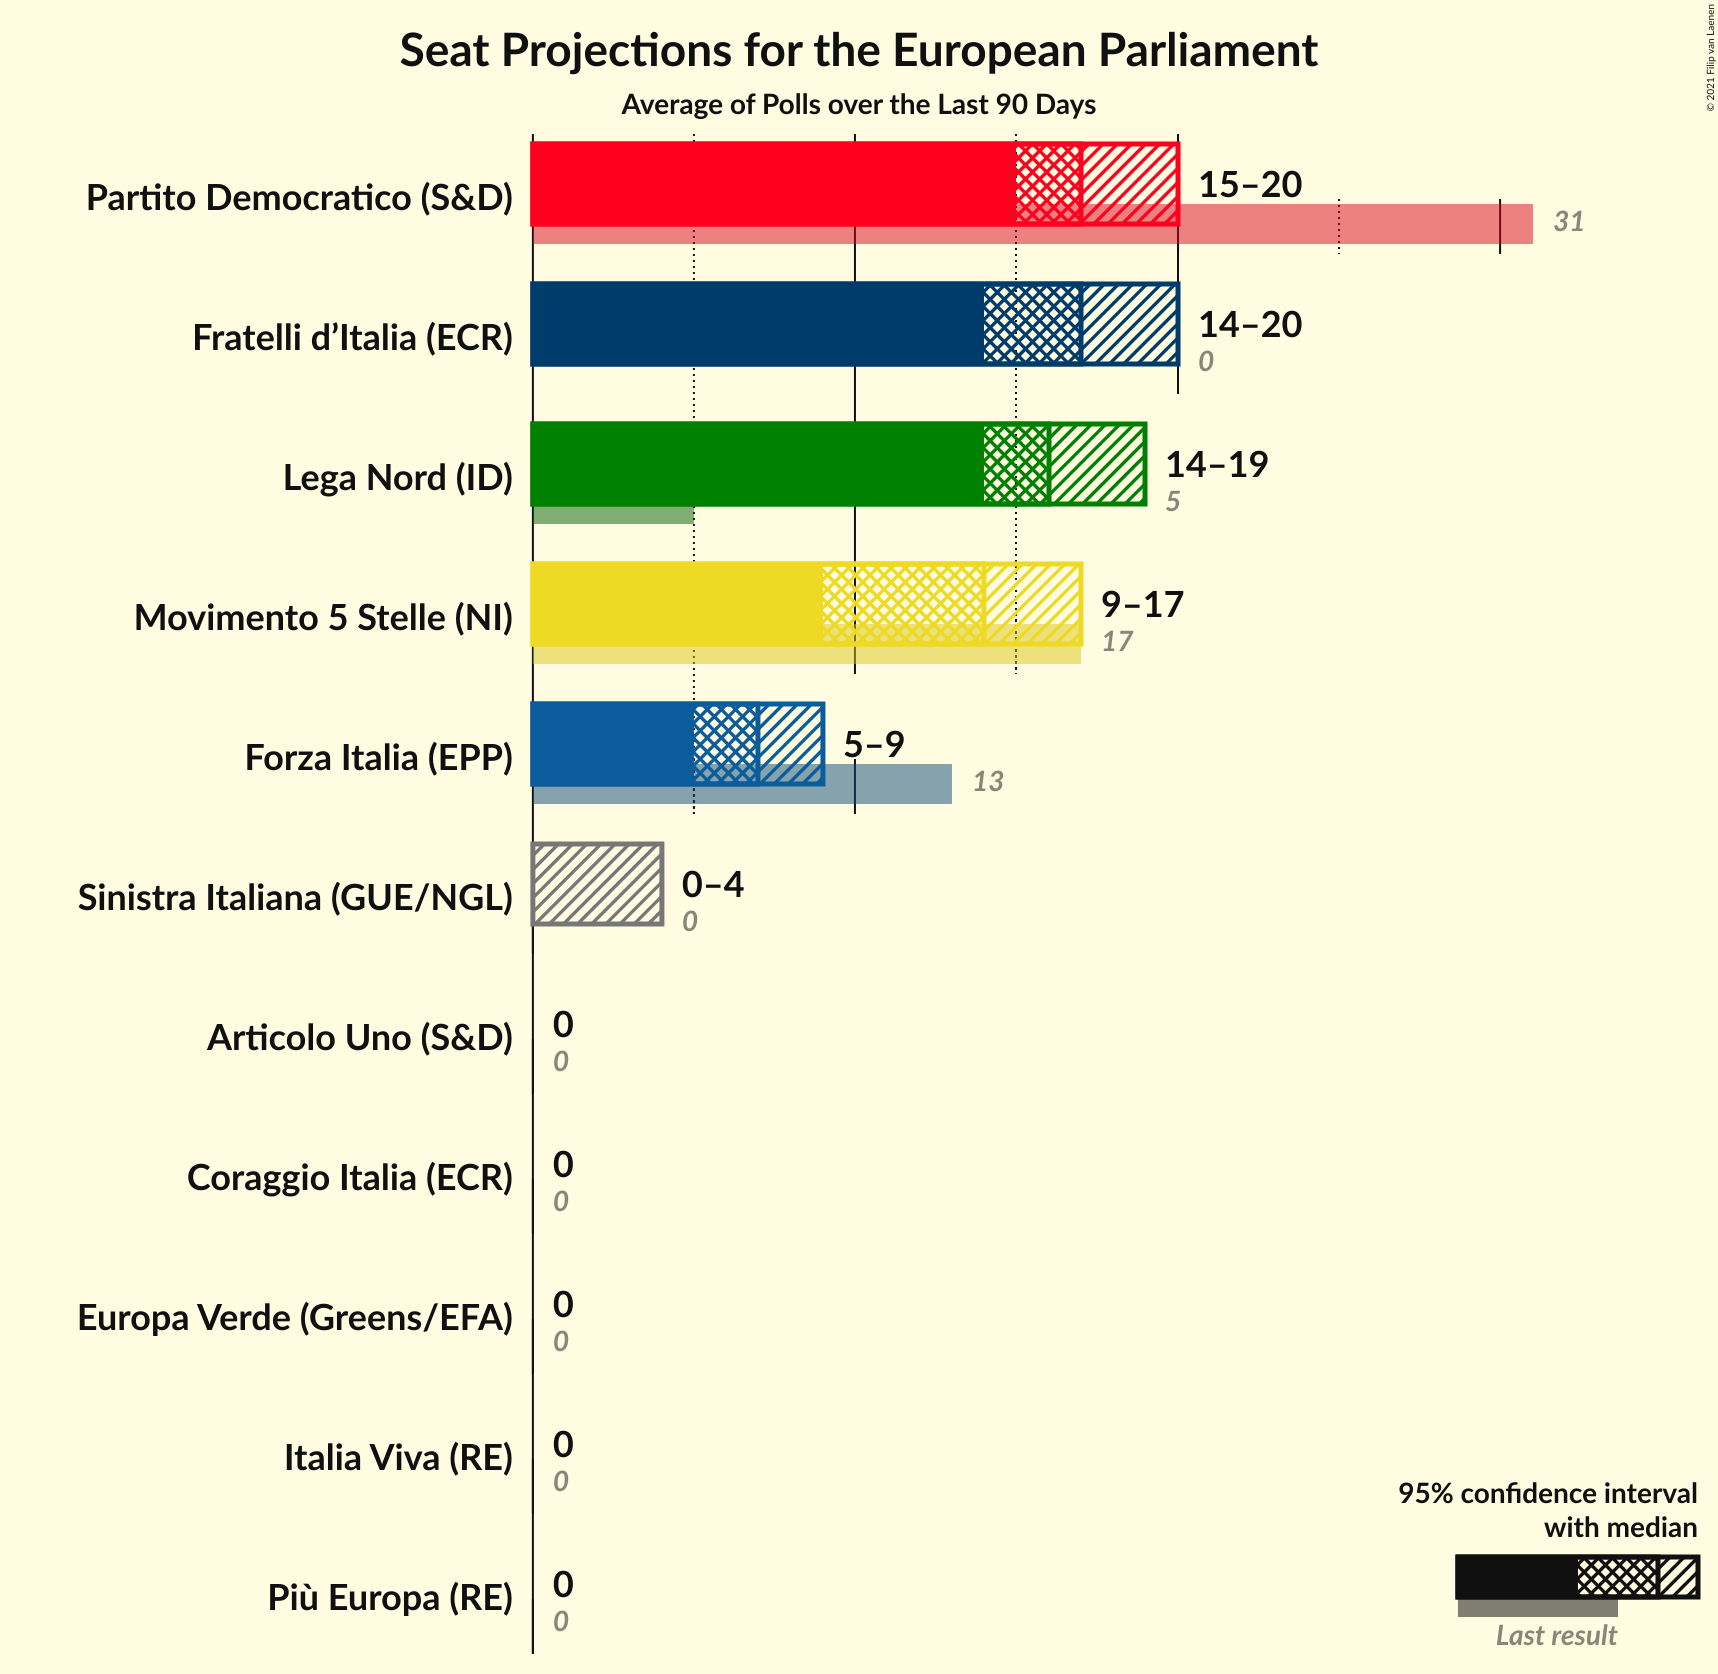 Seat Projections for the European Parliament
Average of Polls over the Last 90 Days
© 2021 Filip van Laenen
Partito Democratico (S&D)
15–20
31
Fratelli d’Italia (ECR)
14–20
0
Lega Nord (ID)
14–19
5
Movimento 5 Stelle (NI)
9–17
17
Forza Italia (EPP)
5–9
13
Sinistra Italiana (GUE/NGL)
0–4
0
Articolo Uno (S&D)
0
0
Coraggio Italia (ECR)
0
0
Europa Verde (Greens/EFA)
0
0
Italia Viva (RE)
0
0
Più Europa (RE)
0
0
95% confidence interval
with median
Last result